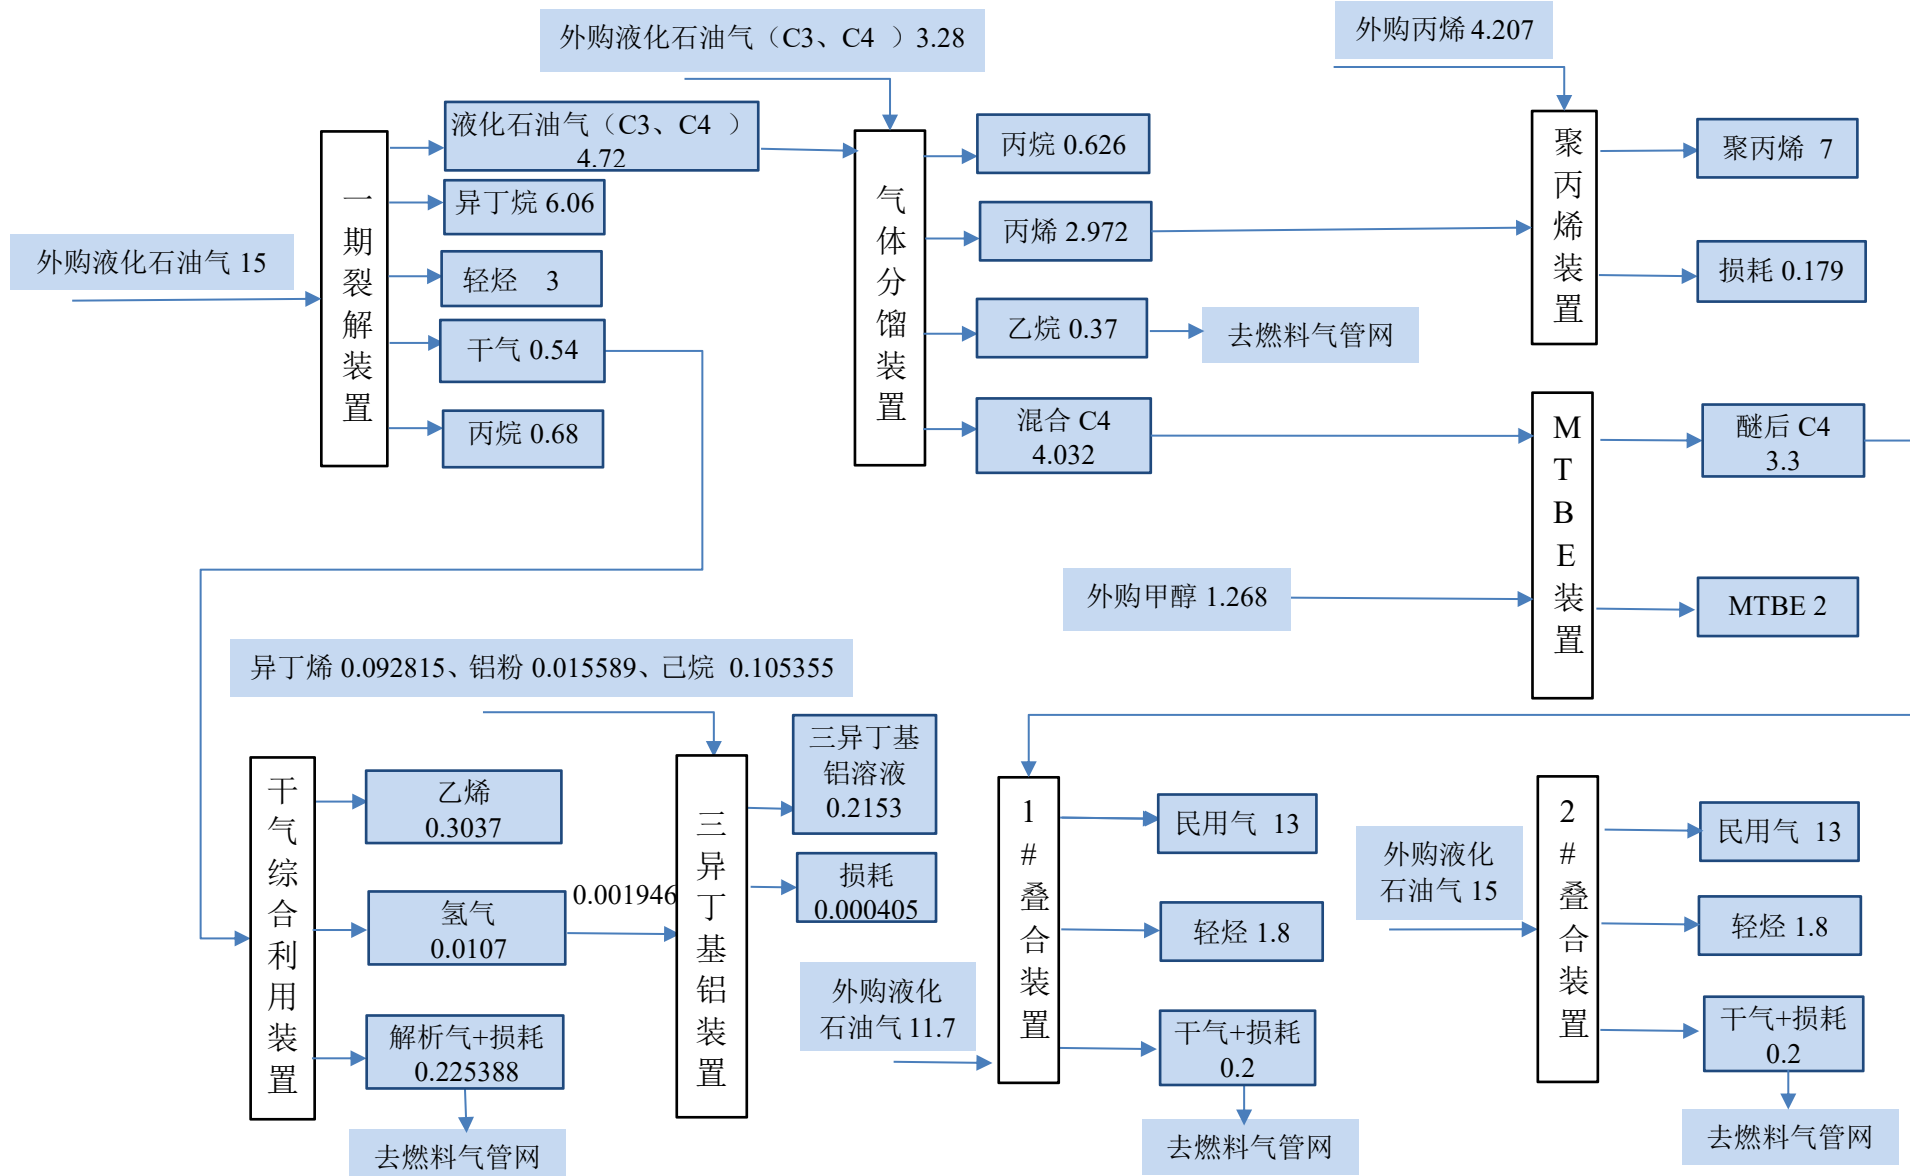 外购液化石油气（C3、C4 ）3.28
外购丙烯 4.207
液化石油气（C3、C4 ）
4.72
异丁烷 6.06
轻烃 3
干气 0.54
丙烷 0.68
一期裂解装置
外购液化石油气 15
气体分馏装置
丙烷 0.626
丙烯 2.972
乙烷 0.37
去燃料气管网
混合 C4
4.032
聚丙烯装置
聚丙烯 7
损耗 0.179
MTBE装置
醚后 C4
3.3
外购甲醇 1.268
MTBE 2
异丁烯 0.092815、铝粉 0.015589、己烷 0.105355
干气综合利用装置
乙烯
0.3037
氢气
0.0107
0.001946
解析气+损耗
0.225388
去燃料气管网
三异丁基铝装置
三异丁基
铝溶液
0.2153
损耗
0.000405
外购液化
石油气 11.7
1#叠合装置
民用气 13
轻烃 1.8
干气+损耗
0.2
去燃料气管网
外购液化
石油气 15
2#叠合装置
民用气 13
轻烃 1.8
干气+损耗
0.2
去燃料气管网